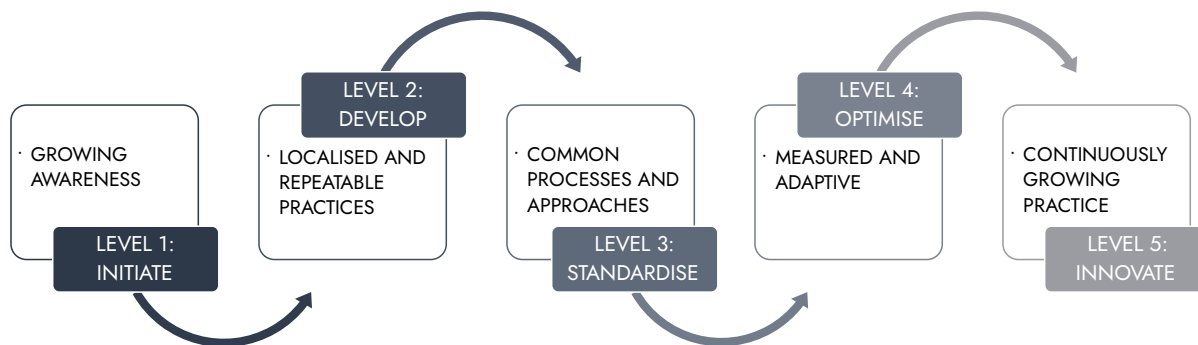 · GROWING
AWARENESS
LEVEL 1:
INITIATE
LEVEL 2:
DEVELOP
· LOCALISED AND
REPEATABLE
PRACTICES
· COMMON
PROCESSES AND
APPROACHES
LEVEL 3:
STANDARDISE
LEVEL 4:
OPTIMISE
· MEASURED AND
ADAPTIVE
· CONTINUOUSLY
GROWING
PRACTICE
LEVEL 5:
INNOVATE